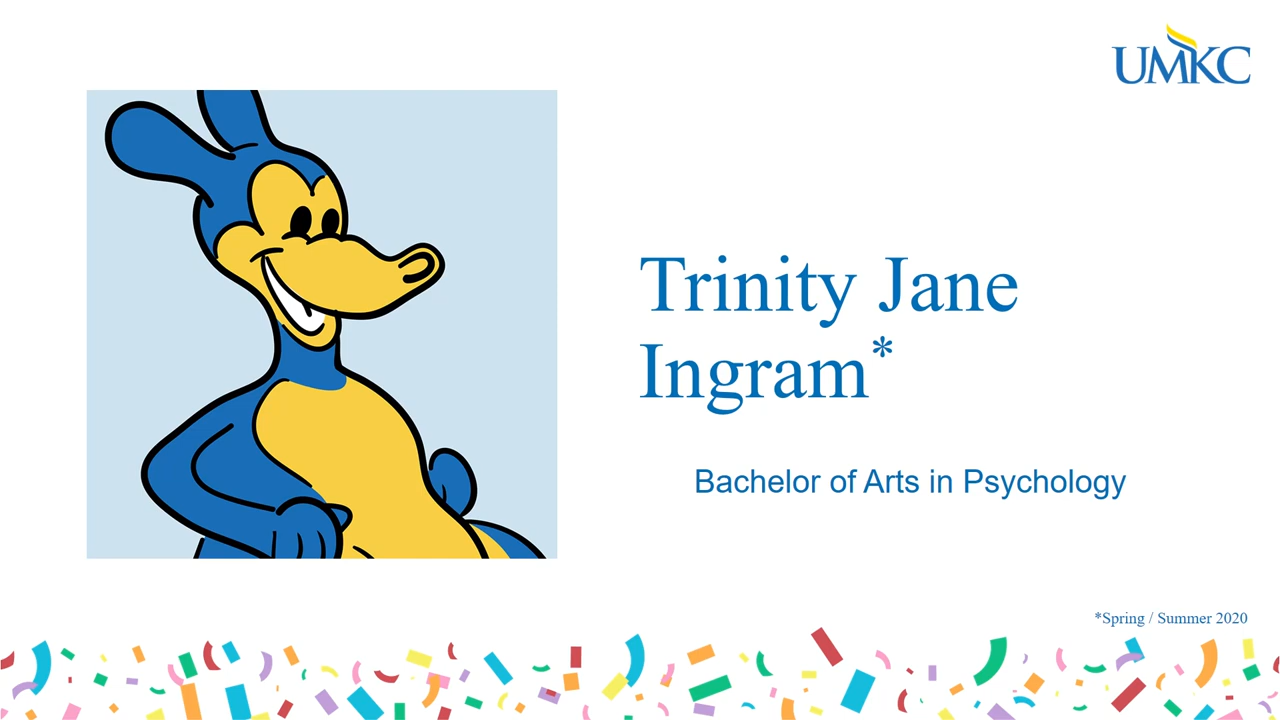 UMKC
Trinity Jane
Ingram*
Bachelor of Arts in Psychology
*Spring / Summer 2020